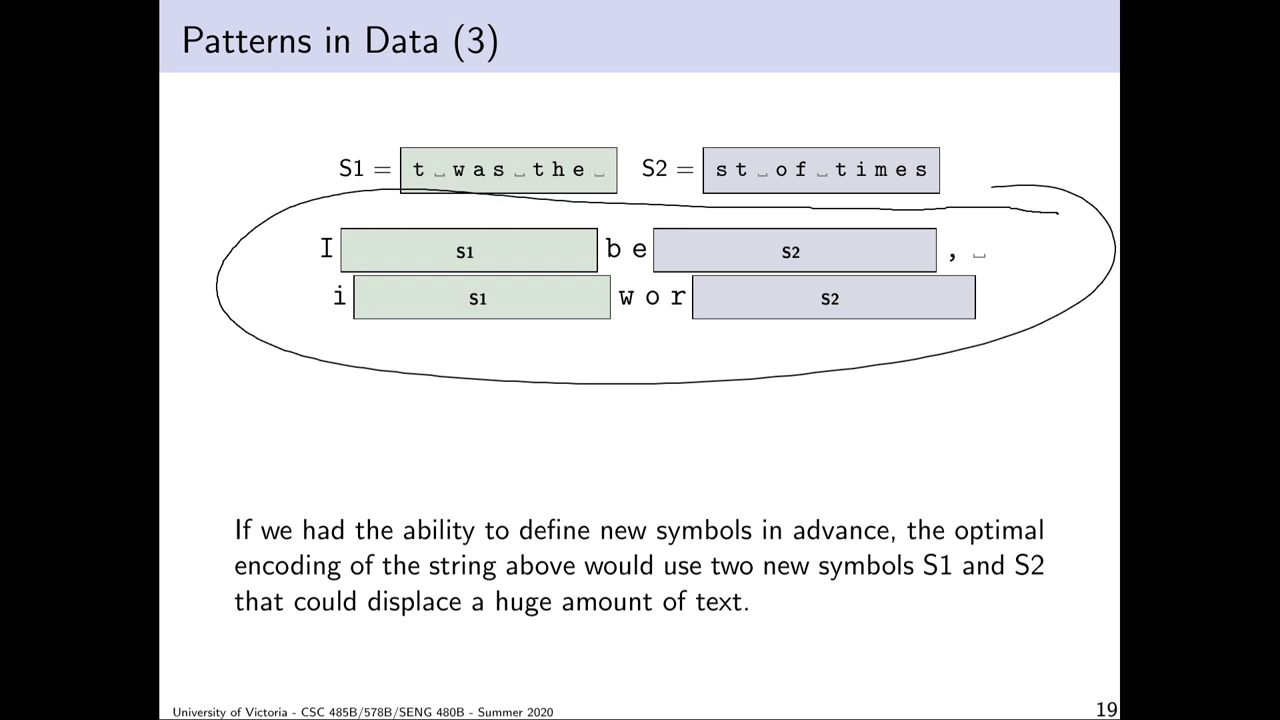 Patterns in Data (3)
S1 = t␣was␣the␣ S2 = st␣of␣times
I S1 be S2 ,␣
i S1 wor S2
If we had the ability to define new symbols in advance, the optimal
encoding of the string above would use two new symbols S1 and S2
that could displace a huge amount of text.
University of Victoria - CSC 485B/578B/SENG 480B - Summer 2020 19